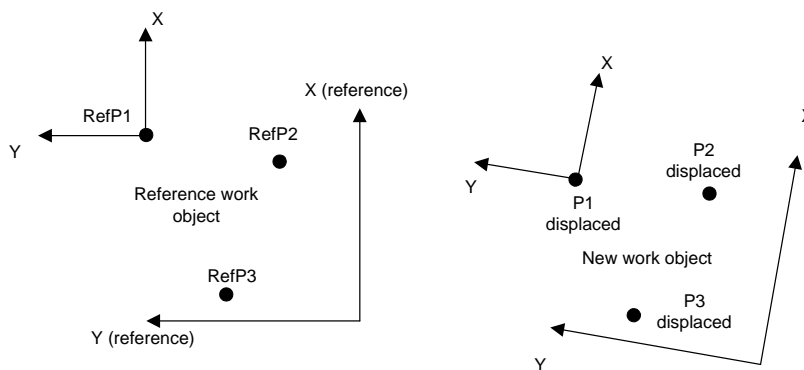 X
RefP1
Y
RefP2
X (reference)
Reference work
object
RefP3
Y (reference)
X
Y
P1
displaced
P2
displaced
X
New work object
P3
displaced
Y